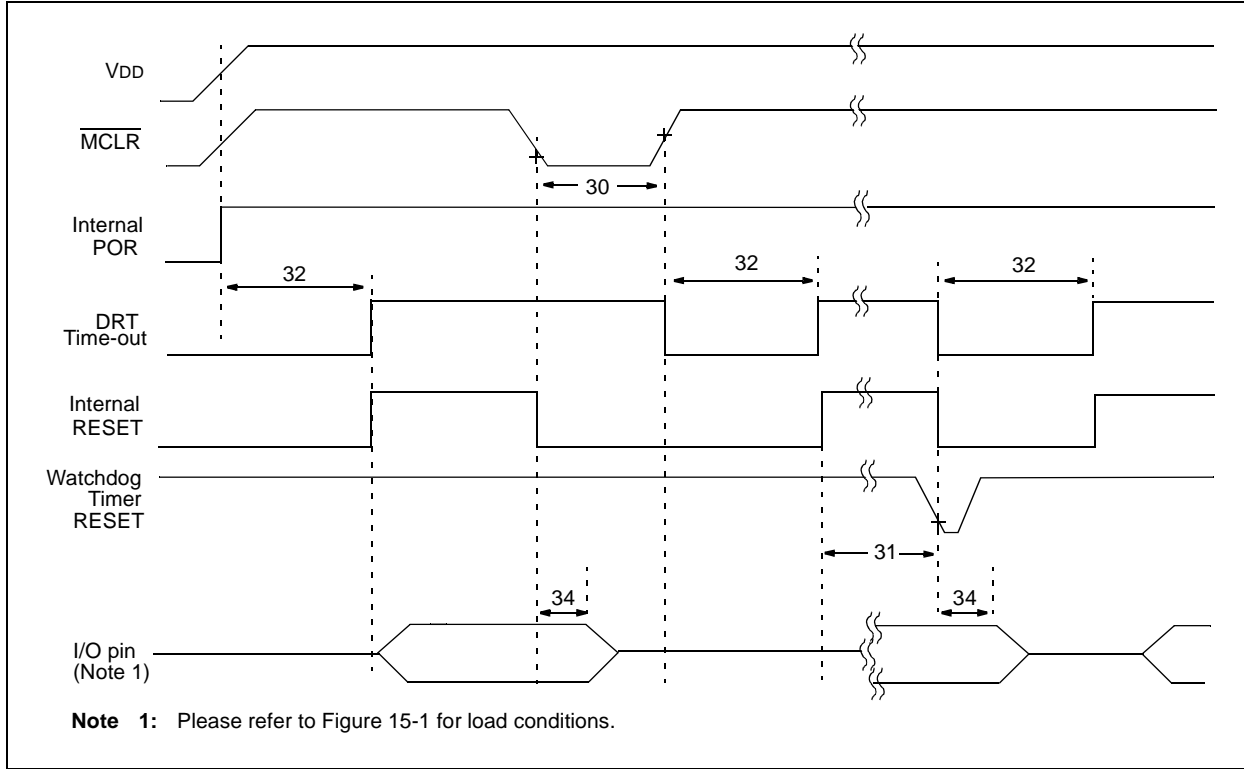 VDD
MCLR
30
Internal
POR
32
32
32
DRT
Time-out
Internal
RESET
Watchdog
Timer
RESET
31
34
34
I/O pin
(Note 1)
Note 1: Please refer to Figure 15-1 for load conditions.